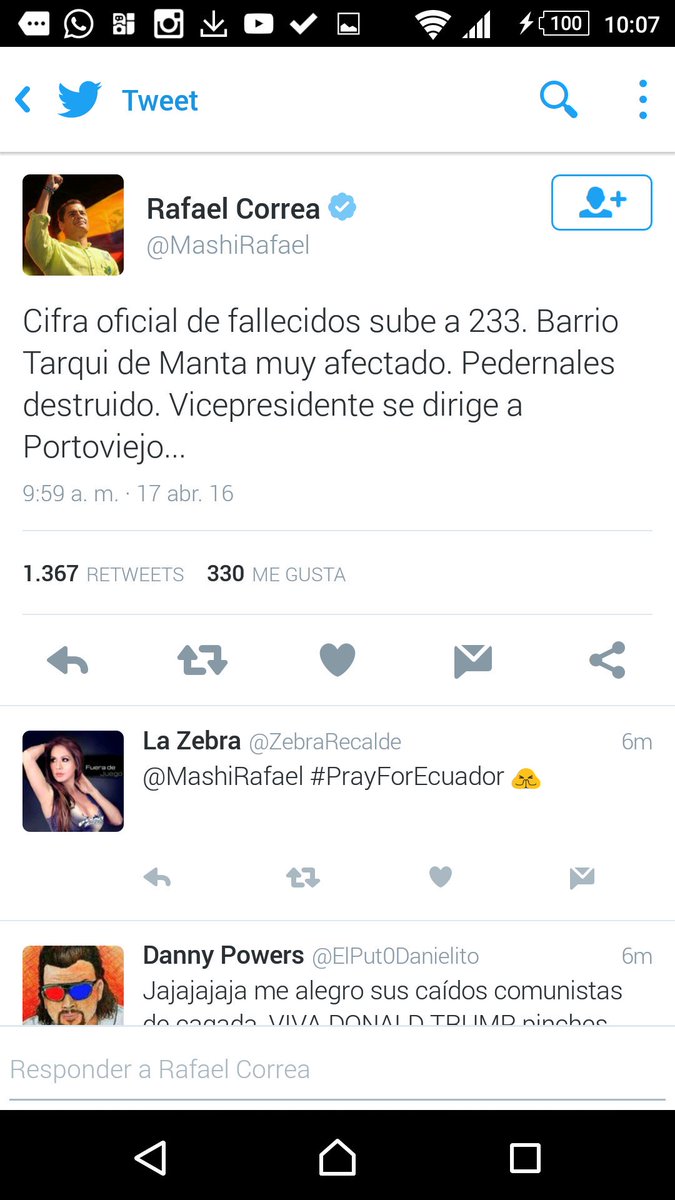 100 10:07
Tweet
Rafael Correa
@MashiRafael
Cifra oficial de fallecidos sube a 233. Barrio
Tarqui de Manta muy afectado. Pedernales
destruido. Vicepresidente se dirige a
Portoviejo...
9:59 a. m. · 17 abr. 16
1.367 RETWEETS 330 ME GUSTA
La Zebra @ZebraRecalde 6m
@MashiRafael #PrayForEcuador 🙏
Fuera de
Juego
Danny Powers @ElPut0Danielito 6m
Jajajajaja me alegro sus caídos comunistas
de cagada. VIVA DONALD TRUMP pinches
Responder a Rafael Correa